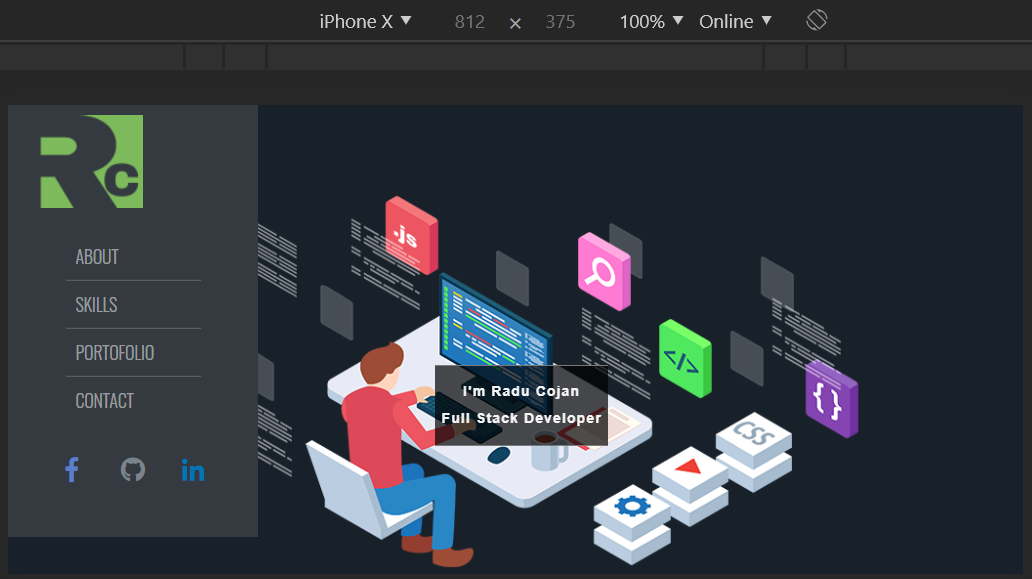 iPhone X ▼ 812 × 375 100% ▼ Online ▼
Rc
ABOUT
SKILLS
PORTOFOLIO
CONTACT
f in
.js
</>
{ }
CSS
I'm Radu Cojan
Full Stack Developer